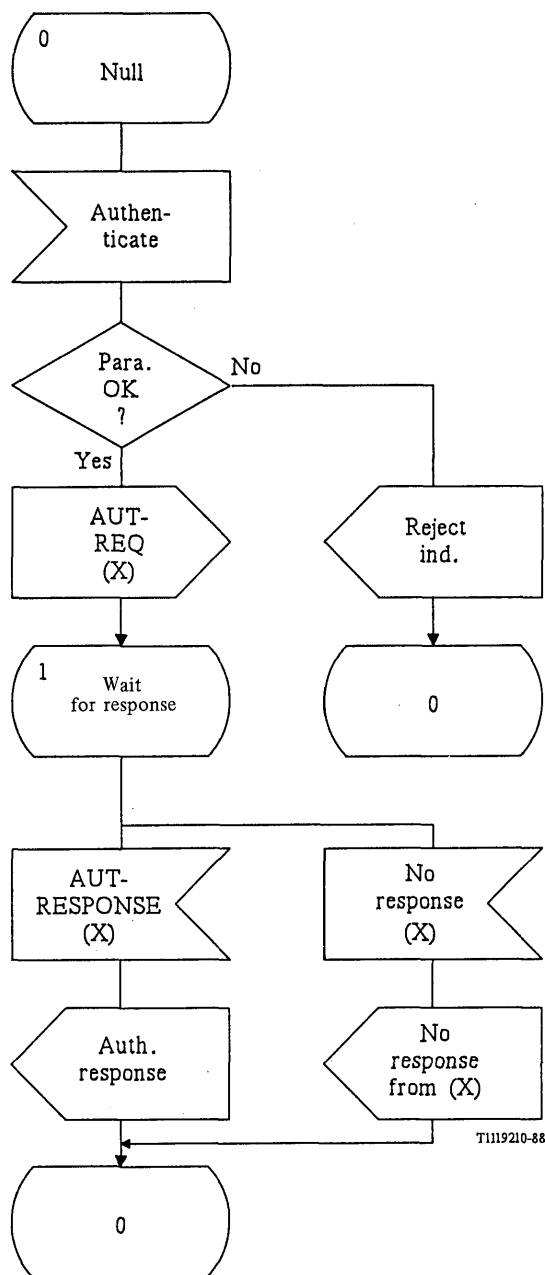 0
Null
Authen-
ticate
Para.
OK
?
No
Yes
AUT-
REQ
(X)
Reject
ind.
1
Wait
for response
0
AUT-
RESPONSE
(X)
No
response
(X)
Auth.
response
No
response
from (X)
T1119210-88
0